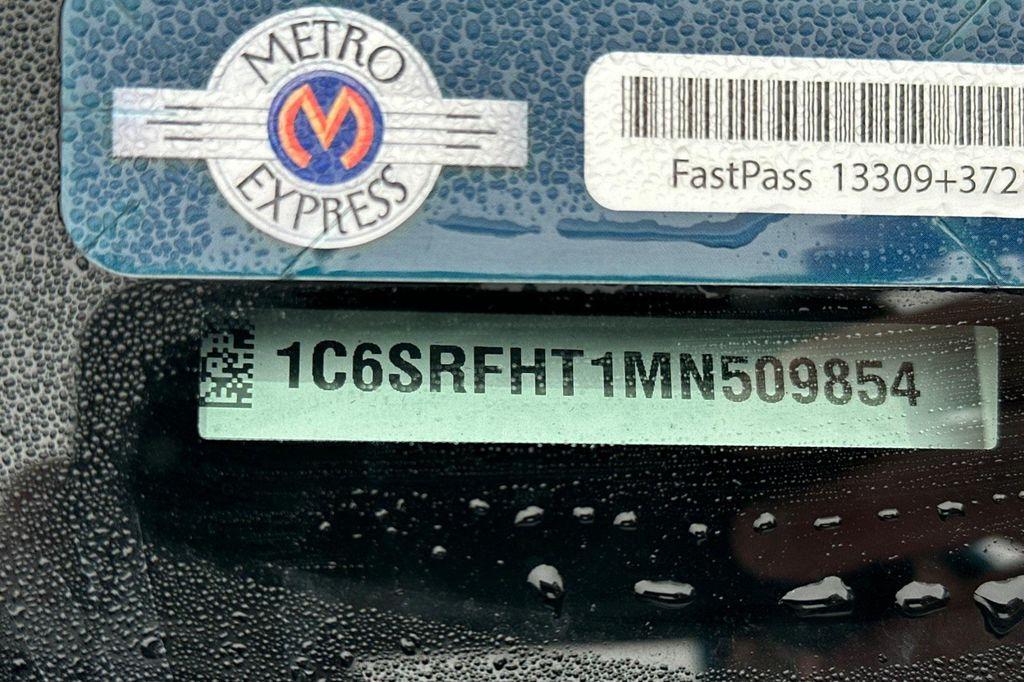 METRO
M
EXPRESS
FastPass 13309+372
1C6SRFHT1MN509854